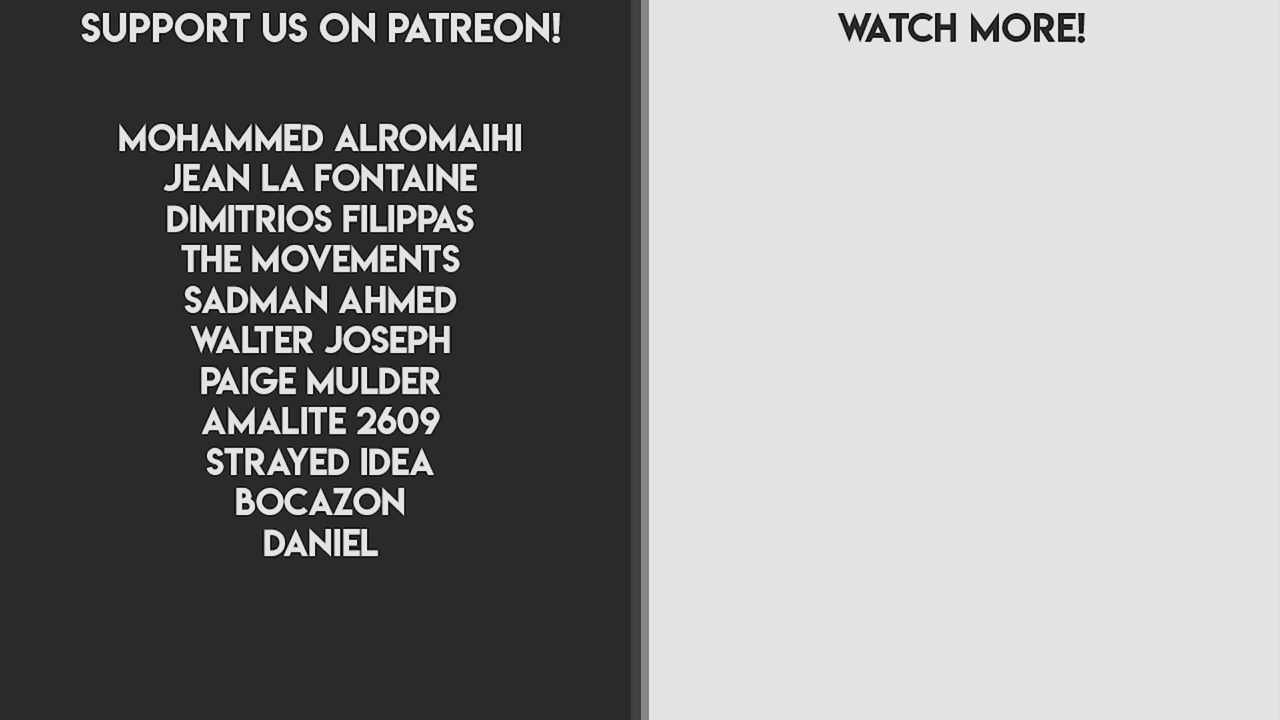 SUPPORT US ON PATREON!
MOHAMMED ALROMAIHI
JEAN LA FONTAINE
DIMITRIOS FILIPPAS
THE MOVEMENTS
SADMAN AHMED
WALTER JOSEPH
PAIGE MULDER
AMALITE 2609
STRAYED IDEA
BOCAZON
DANIEL
WATCH MORE!